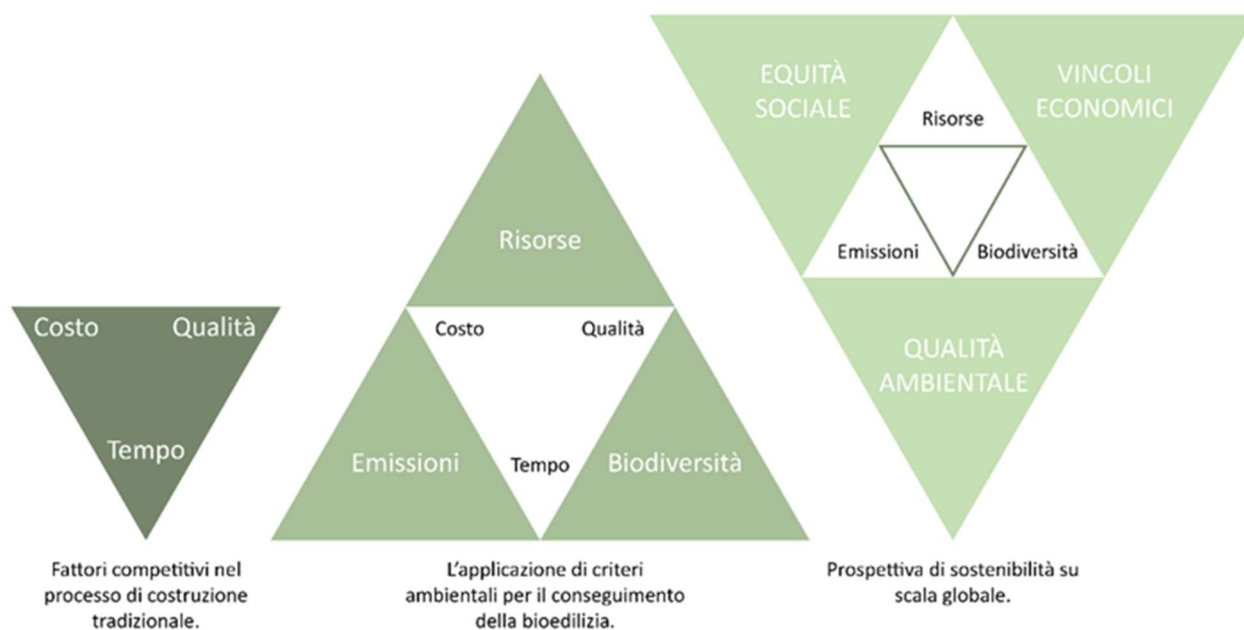 Costo Qualità
Tempo
Fattori competitivi nel
processo di costruzione
tradizionale.
Risorse
Costo Qualità
Emissioni Tempo Biodiversità
L'applicazione di criteri
ambientali per il conseguimento
della bioedilizia.
EQUITÀ
SOCIALE
VINCOLI
ECONOMICI
Risorse
Emissioni Biodiversità
QUALITÀ
AMBIENTALE
Prospettiva di sostenibilità su
scala globale.